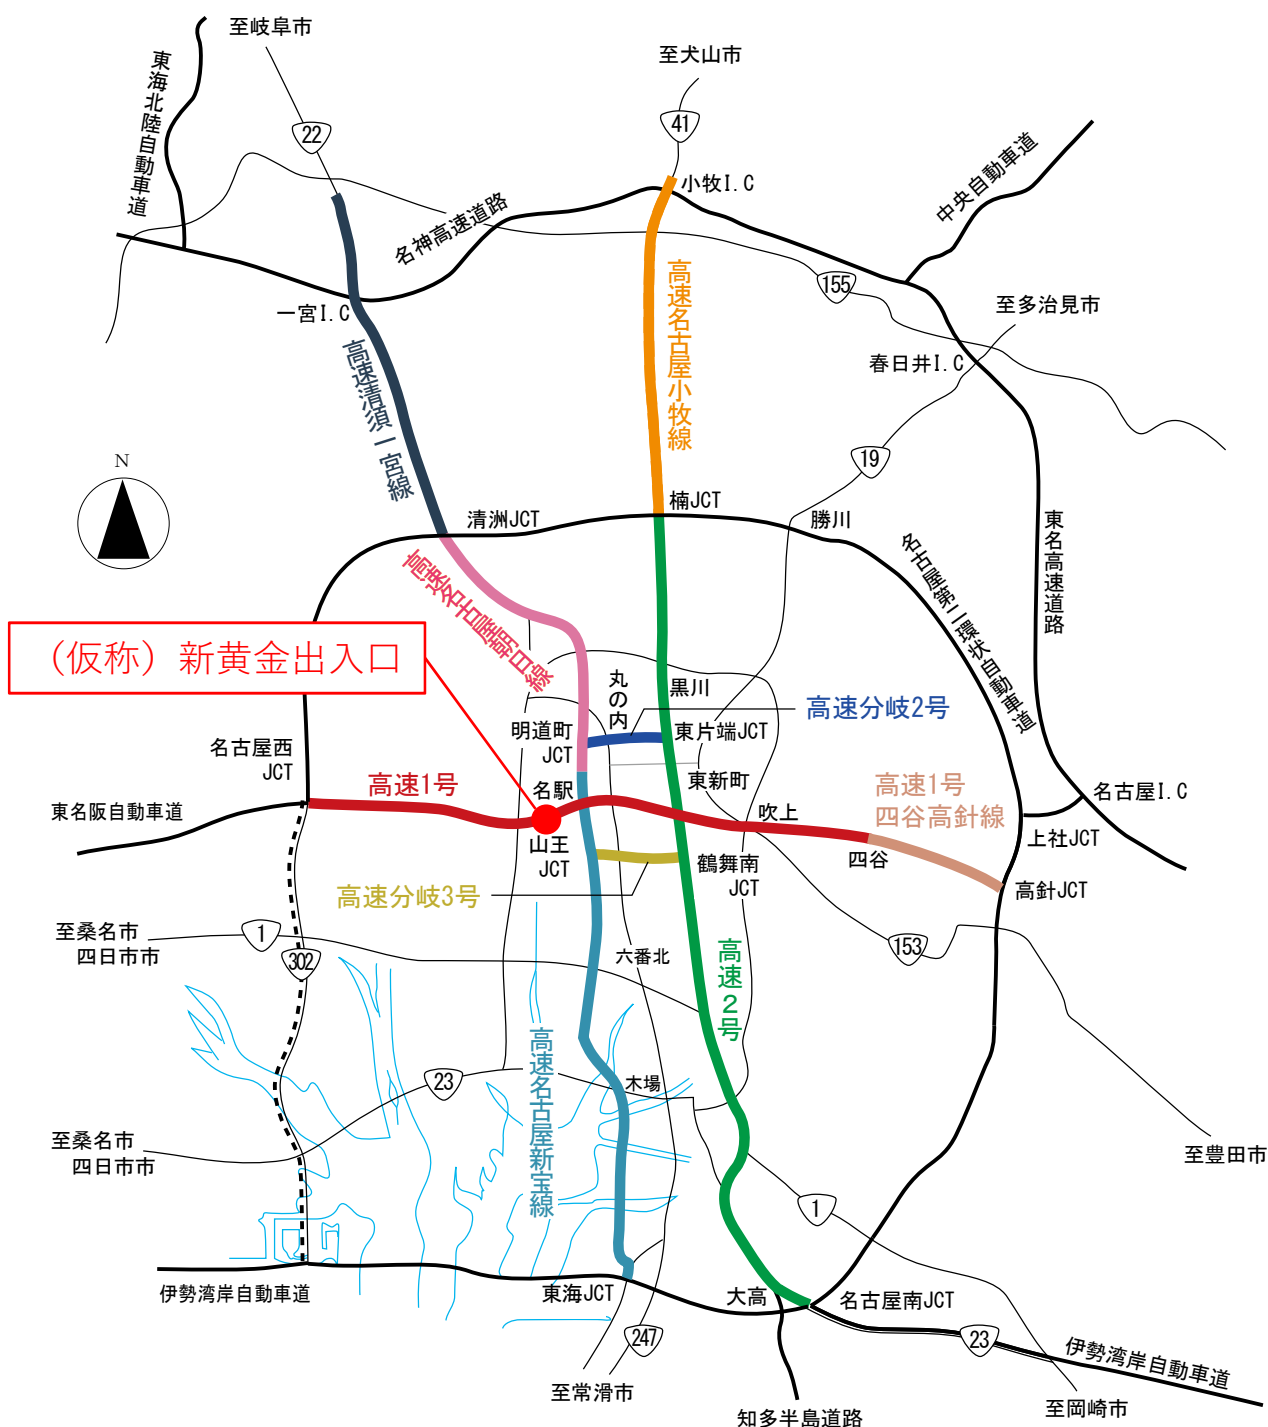 至岐阜市
至犬山市
東海北陸自動車道
22
41
小牧I.C
中央自動車道
名神高速道路
155
一宮I.C
高速名古屋小牧線
至多治見市
春日井I.C
高速清須一宮線
19
N
楠JCT
清洲JCT
勝川
東名高速道路
名古屋第二環状自動車道
高速名古屋朝日線
（仮称）新黄金出入口
丸の内
黒川
高速分岐2号
明道町
JCT
東片端JCT
名古屋西
JCT
高速1号
名駅
東新町
高速1号
四谷高針線
名古屋I.C
東名阪自動車道
吹上
上社JCT
山王
JCT
四谷
鶴舞南
JCT
高針JCT
高速分岐3号
至桑名市
四日市市
1
302
六番北
高速2号
153
高速名古屋新宝線
23
木場
至桑名市
四日市市
至豊田市
1
伊勢湾岸自動車道
東海JCT
大高
名古屋南JCT
247
23
伊勢湾岸自動車道
至常滑市
知多半島道路
至岡崎市